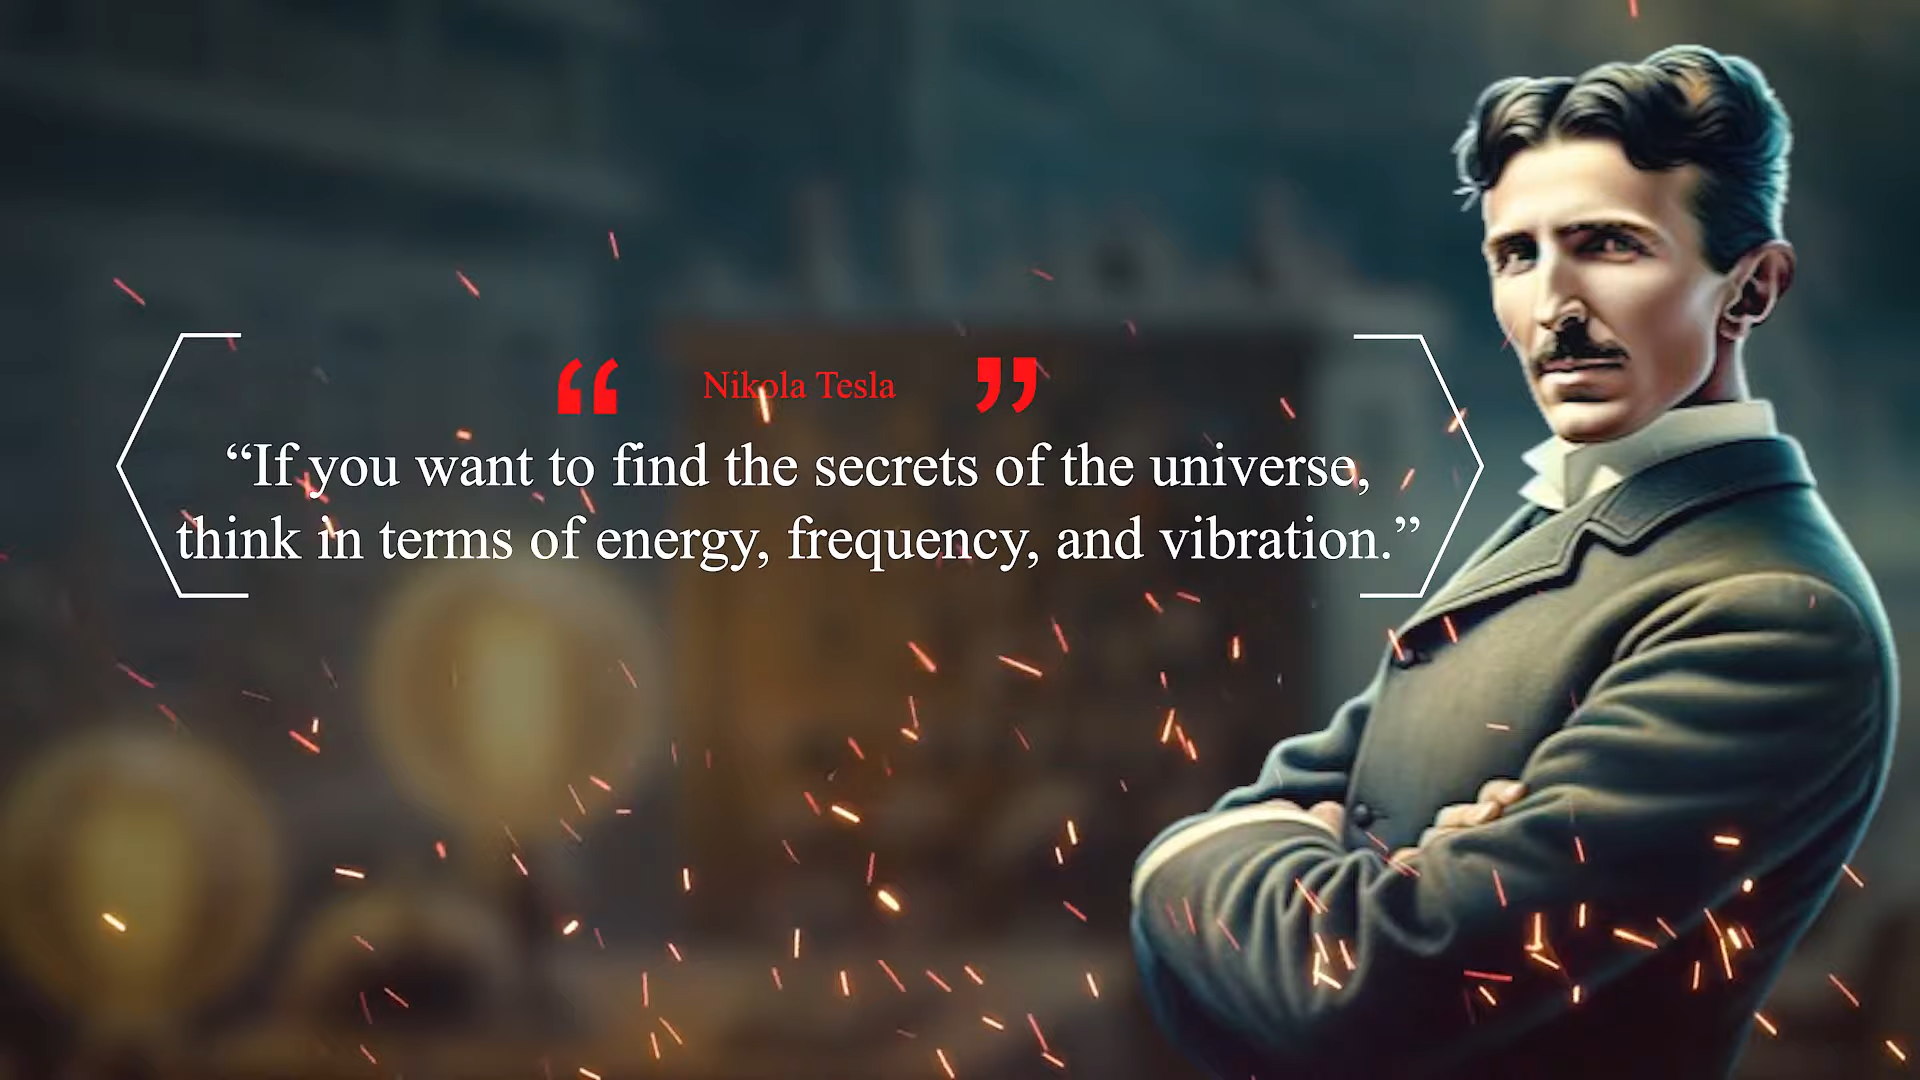 “ Nikola Tesla ”
“If you want to find the secrets of the universe,
think in terms of energy, frequency, and vibration.”